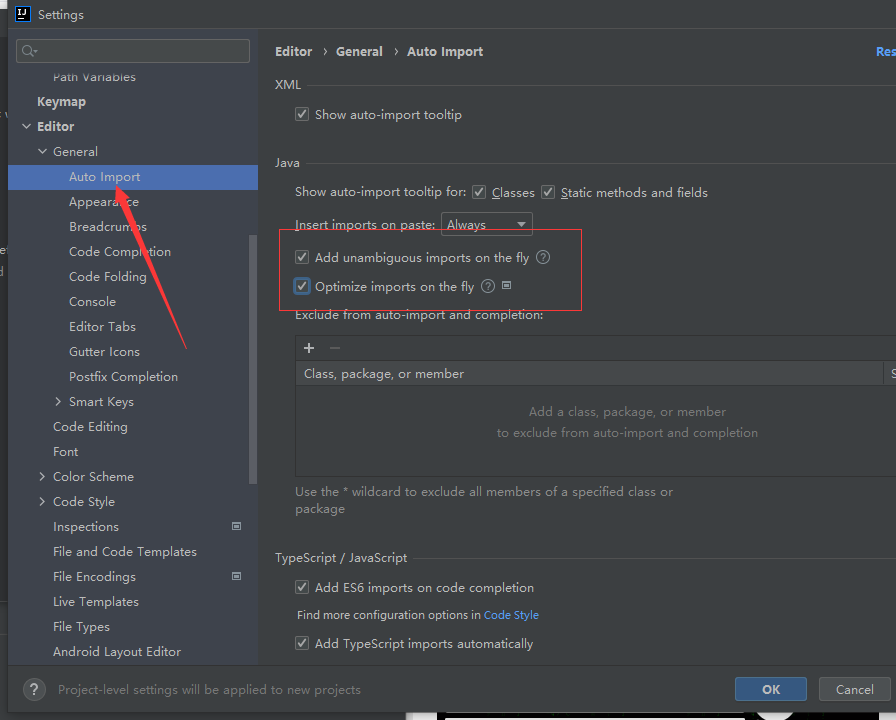 Settings
Path Variables
Keymap
Editor
General
Auto Import
Appearance
Breadcrumbs
Code Completion
Code Folding
Console
Editor Tabs
Gutter Icons
Postfix Completion
Smart Keys
Code Editing
Font
Color Scheme
Code Style
Inspections
File and Code Templates
File Encodings
Live Templates
File Types
Android Layout Editor
Editor › General › Auto Import
Res
XML
Show auto-import tooltip
Java
Show auto-import tooltip for: Classes Static methods and fields
Insert imports on paste: Always
Add unambiguous imports on the fly ?
Optimize imports on the fly ?
Exclude from auto-import and completion:
Class, package, or member
Add a class, package, or member
to exclude from auto-import and completion
Use the * wildcard to exclude all members of a specified class or
package
TypeScript / JavaScript
Add ES6 imports on code completion
Find more configuration options in Code Style
Add TypeScript imports automatically
? Project-level settings will be applied to new projects
OK Cancel